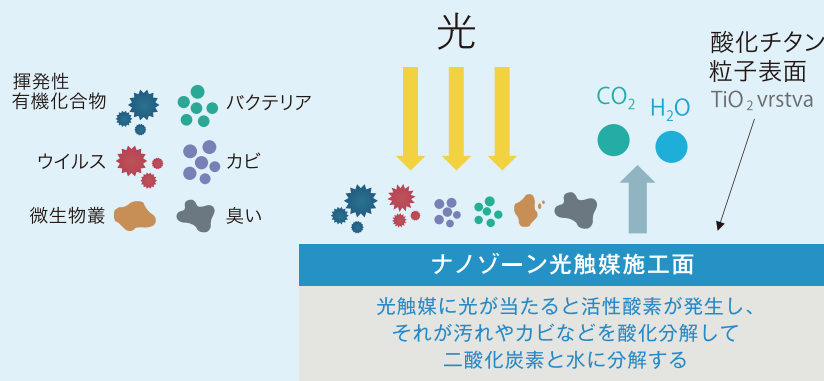 光
酸化チタン
粒子表面
TiO2 vrstva
揮発性
有機化合物
バクテリア
CO2
H2O
ウイルス
カビ
微生物叢
臭い
ナノゾーン光触媒施工面
光触媒に光が当たると活性酸素が発生し、
それが汚れやカビなどを酸化分解して
二酸化炭素と水に分解する